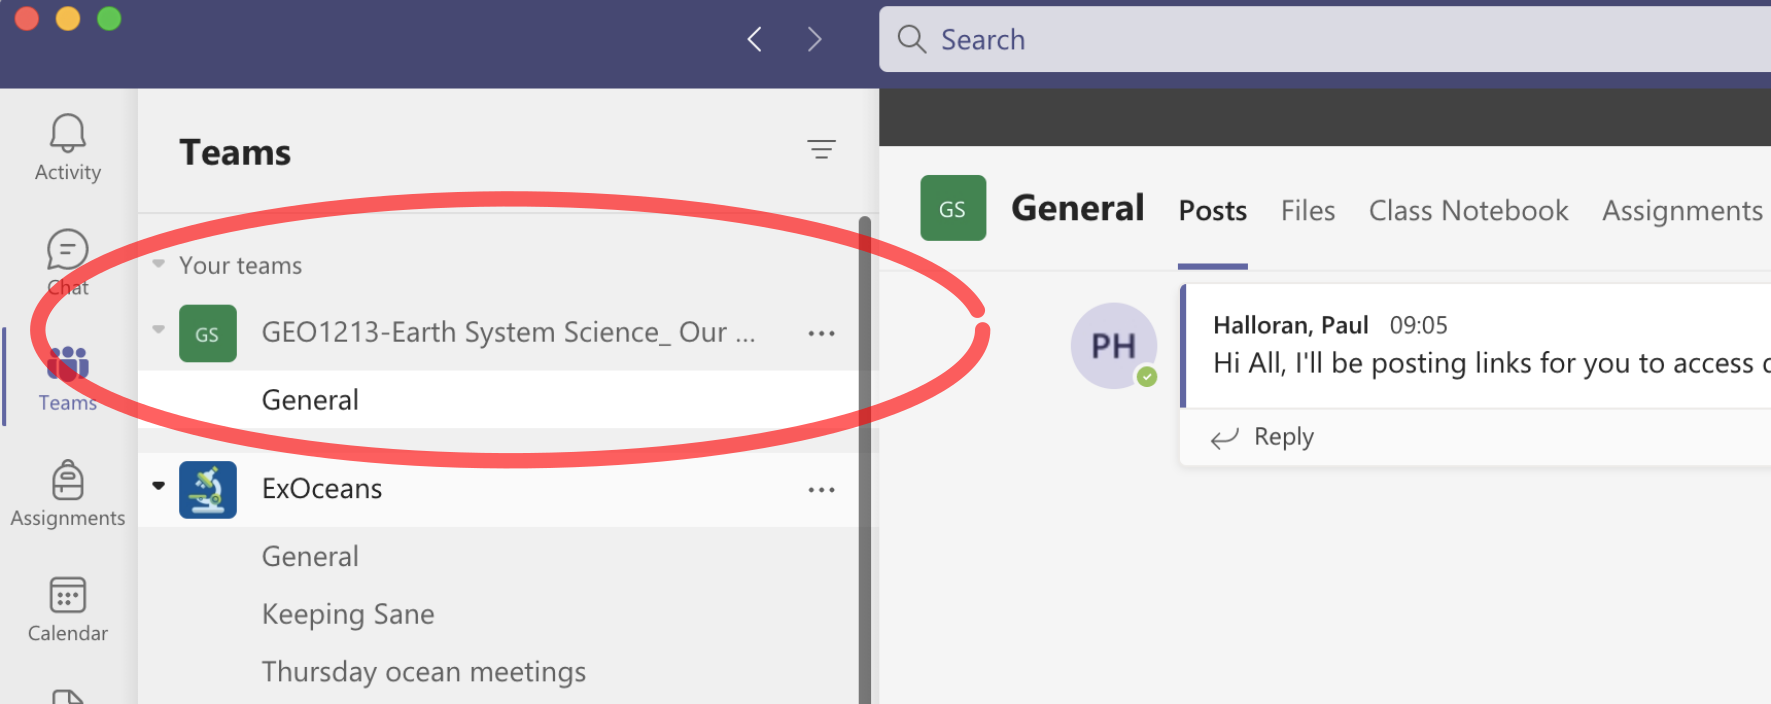 Search
Activity
Chat
Teams
Assignments
Calendar
Teams
Your teams
GS
GEO1213-Earth System Science_ Our ...
General
ExOceans
General
Keeping Sane
Thursday ocean meetings
GS
General
Posts
Files
Class Notebook
Assignments
PH
Halloran, Paul 09:05
Hi All, I'll be posting links for you to access
Reply